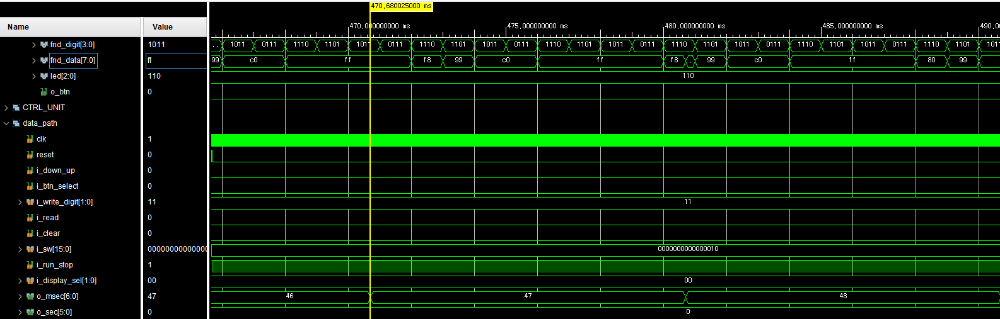 470,680025000 ms
Name Value
470,000000000 ms 475,000000000 ms 480,000000000 ms 485,000000000 ms 490,0
fnd_digit[3:0] 1011 .. 1011 0111 1110 1101 1011 0111 1110 1101 1011 0111 1110 1101 1011 0111 1110 1101 1011 0111 1110 1101 1011 0111 1110 1101 101
fnd_data[7:0] ff 99 c0 ff f8 99 c0 ff f8 . 99 c0 ff 80 99
led[2:0] 110 110
o_btn 0
CTRL_UNIT
data_path
clk 1
reset 0
i_down_up 0
i_btn_select 0
i_write_digit[1:0] 11 11
i_read 0
i_clear 0
i_sw[15:0] 00000000000000 0000000000000010
i_run_stop 1
i_display_sel[1:0] 00 00
o_msec[6:0] 47 46 47 48
o_sec[5:0] 0 0